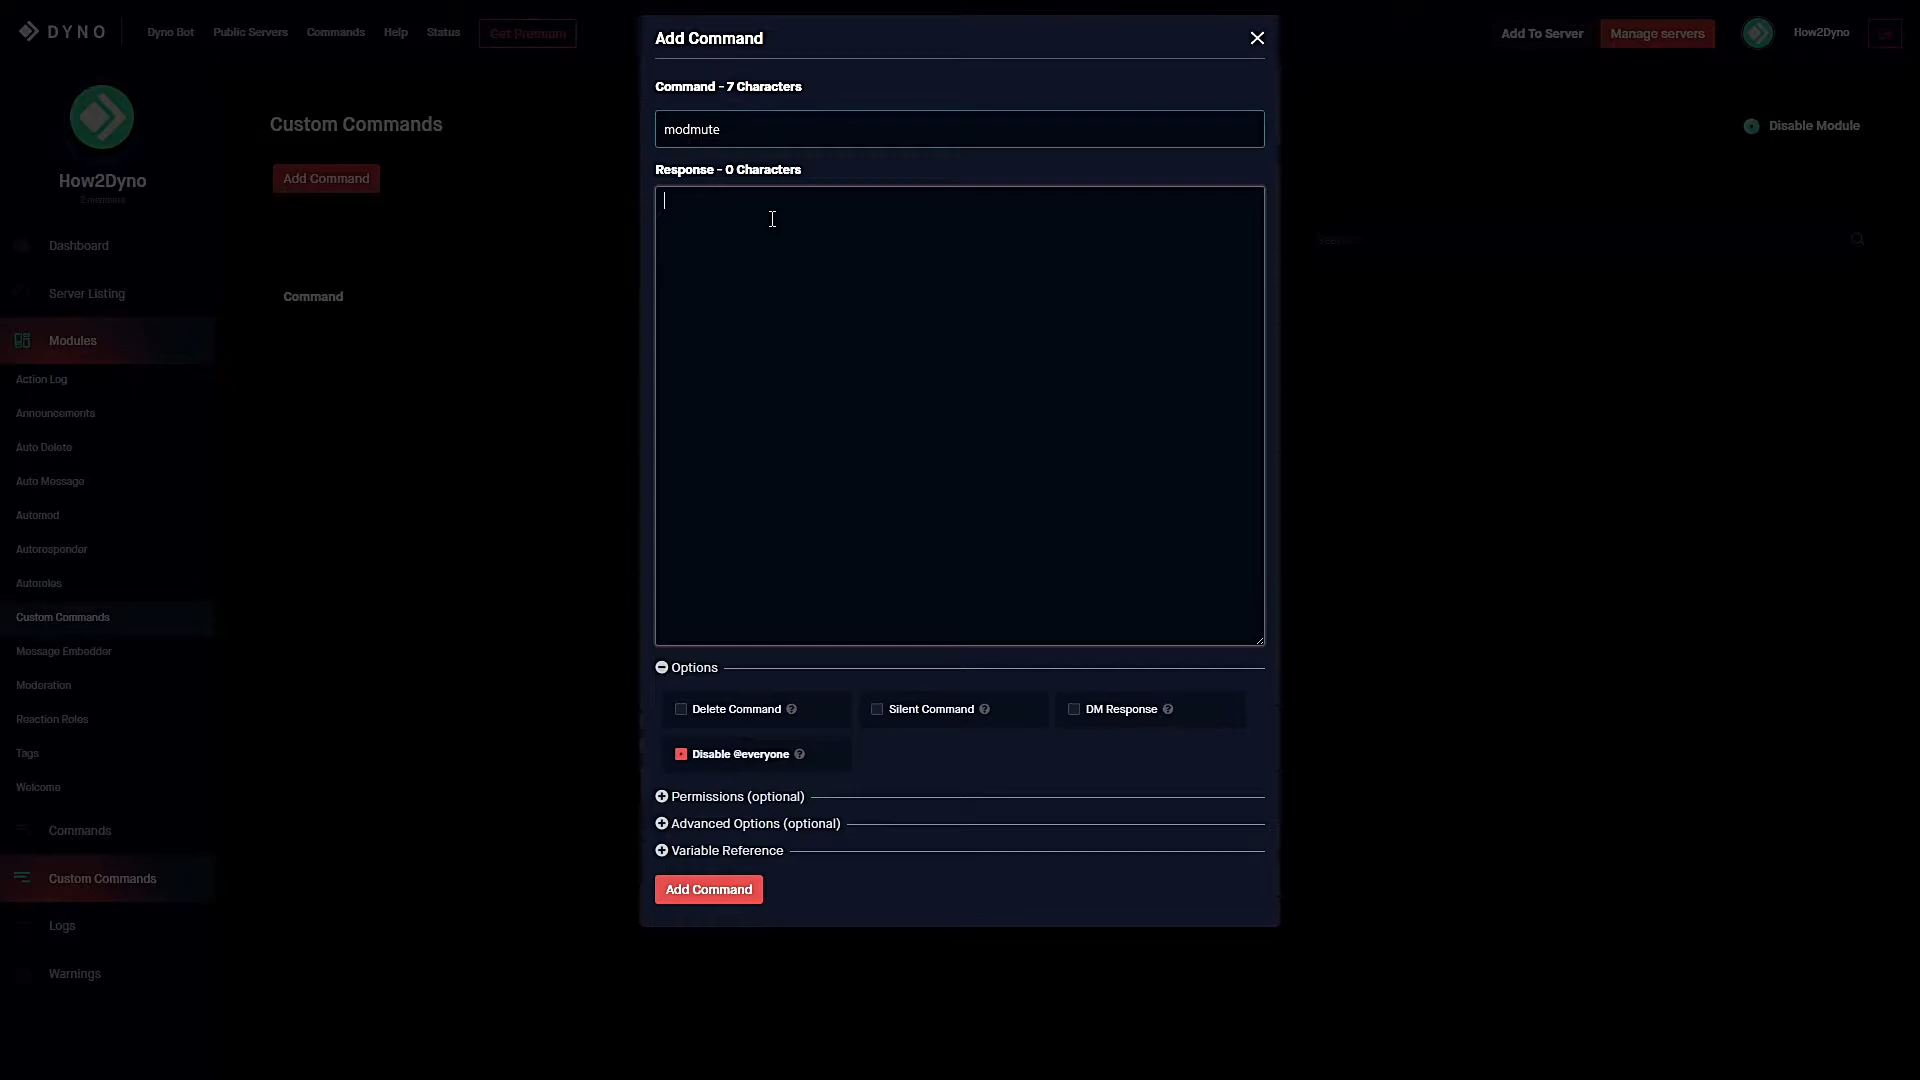 DYNO
Dyno Bot
Public Servers
Commands
Help
Status
Get Premium
Add To Server
Manage servers
How2Dyno
How2Dyno
Dashboard
Server Listing
Modules
Action Log
Announcements
Auto Delete
Auto Message
Automod
Autoresponder
Autoroles
Custom Commands
Message Embedder
Moderation
Reaction Roles
Tags
Welcome
Commands
Custom Commands
Logs
Warnings
Custom Commands
Disable Module
Add Command
Command
Add Command
Command - 7 Characters
modmute
Response - 0 Characters
Options
Delete Command
Silent Command
DM Response
Disable @everyone
Permissions (optional)
Advanced Options (optional)
Variable Reference
Add Command